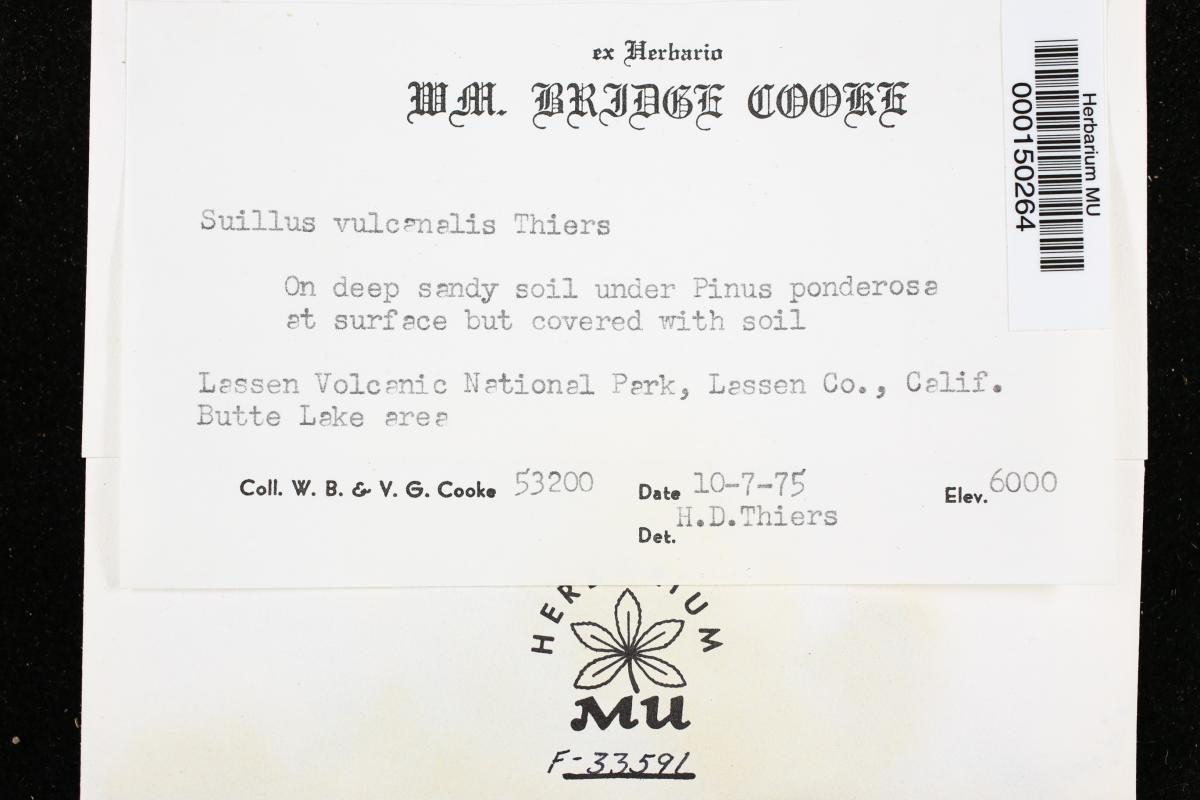 ex Herbario
WM. BRIDGE COOKE
Herbarium MU
000150264
Suillus vulcanalis Thiers
On deep sandy soil under Pinus ponderosa
at surface but covered with soil
Lassen Volcanic National Park, Lassen Co., Calif.
Butte Lake area
Coll. W. B. & V. G. Cooke 53200 Date 10-7-75 Elev. 6000
Det. H.D.Thiers
HERBARIUM
MU
F-33591